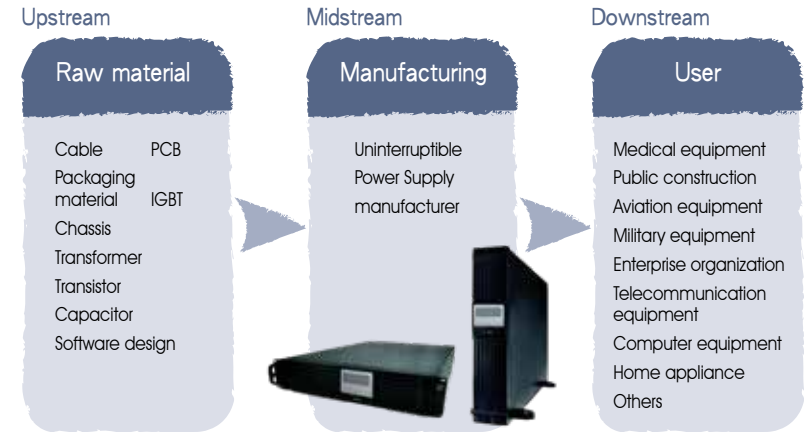 Upstream
Raw material
Cable PCB
Packaging
material IGBT
Chassis
Transformer
Transistor
Capacitor
Software design
Midstream
Manufacturing
Uninterruptible
Power Supply
manufacturer
Downstream
User
Medical equipment
Public construction
Aviation equipment
Military equipment
Enterprise organization
Telecommunication
equipment
Computer equipment
Home appliance
Others